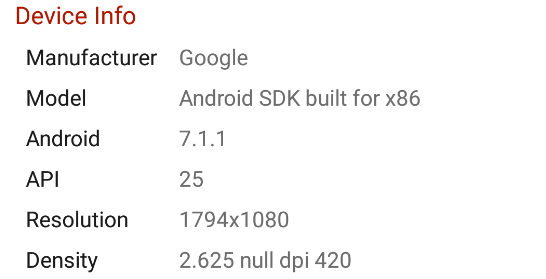 Device Info
Manufacturer Google
Model Android SDK built for x86
Android 7.1.1
API 25
Resolution 1794x1080
Density 2.625 null dpi 420